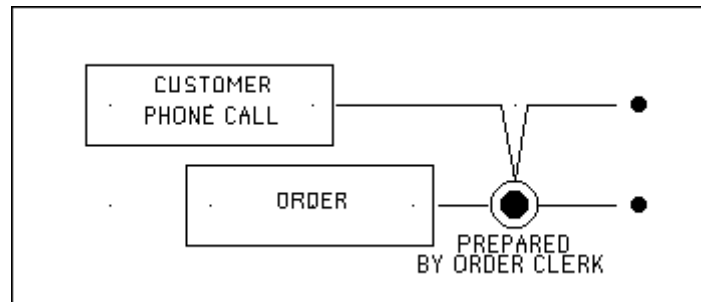 CUSTOMER
PHONE CALL
ORDER
PREPARED
BY ORDER CLERK